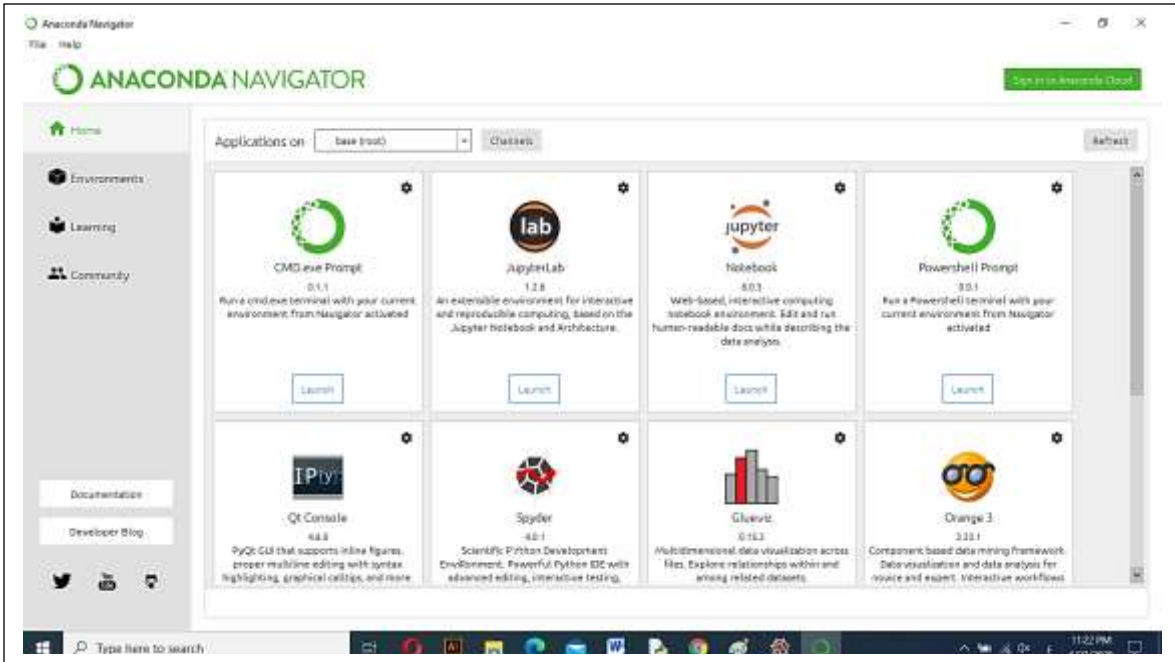 Anaconda Navigator
File Help
ANACONDA NAVIGATOR
Sign in to Anaconda Cloud
Home
Applications on base (root) Channels Refresh
Environments
Learning
Community
CMD.exe Prompt
0.1.1
Run a cmd.exe terminal with your current
environment from Navigator activated
Launch
lab
JupyterLab
An extensible environment for interactive
and reproducible computing, based on the
Jupyter Notebook and Architecture.
Launch
jupyter
Notebook
Web-based, interactive computing
notebook environment. Edit and run
human-readable docs while describing the
data analysis.
Launch
Powershell Prompt
Run a Powershell terminal with your
current environment from Navigator
activated
Launch
Qt Console
PyQt GUI that supports inline figures,
proper multiline editing with syntax
highlighting, graphical calltips, and more
Spyder
Scientific PYthon Development
EnviRonment. Powerful Python IDE with
advanced editing, interactive testing,
Glueviz
Multidimensional data visualization across
files. Explore relationships within and
among related datasets.
Orange 3
Component based data mining framework.
Data visualization and data analysis for
novice and expert. Interactive workflows
Documentation
Developer Blog
Type here to search
11:22 PM